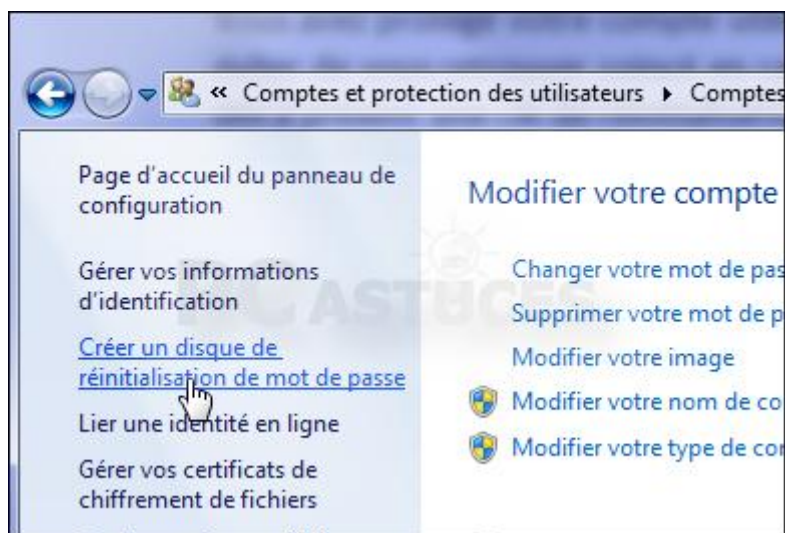 « Comptes et protection des utilisateurs ▸ Comptes
Page d'accueil du panneau de
configuration
Gérer vos informations
d'identification
Créer un disque de
réinitialisation de mot de passe
Lier une identité en ligne
Gérer vos certificats de
chiffrement de fichiers
Modifier votre compte
Changer votre mot de pas
Supprimer votre mot de p
Modifier votre image
Modifier votre nom de co
Modifier votre type de cor
PC ASTUCES